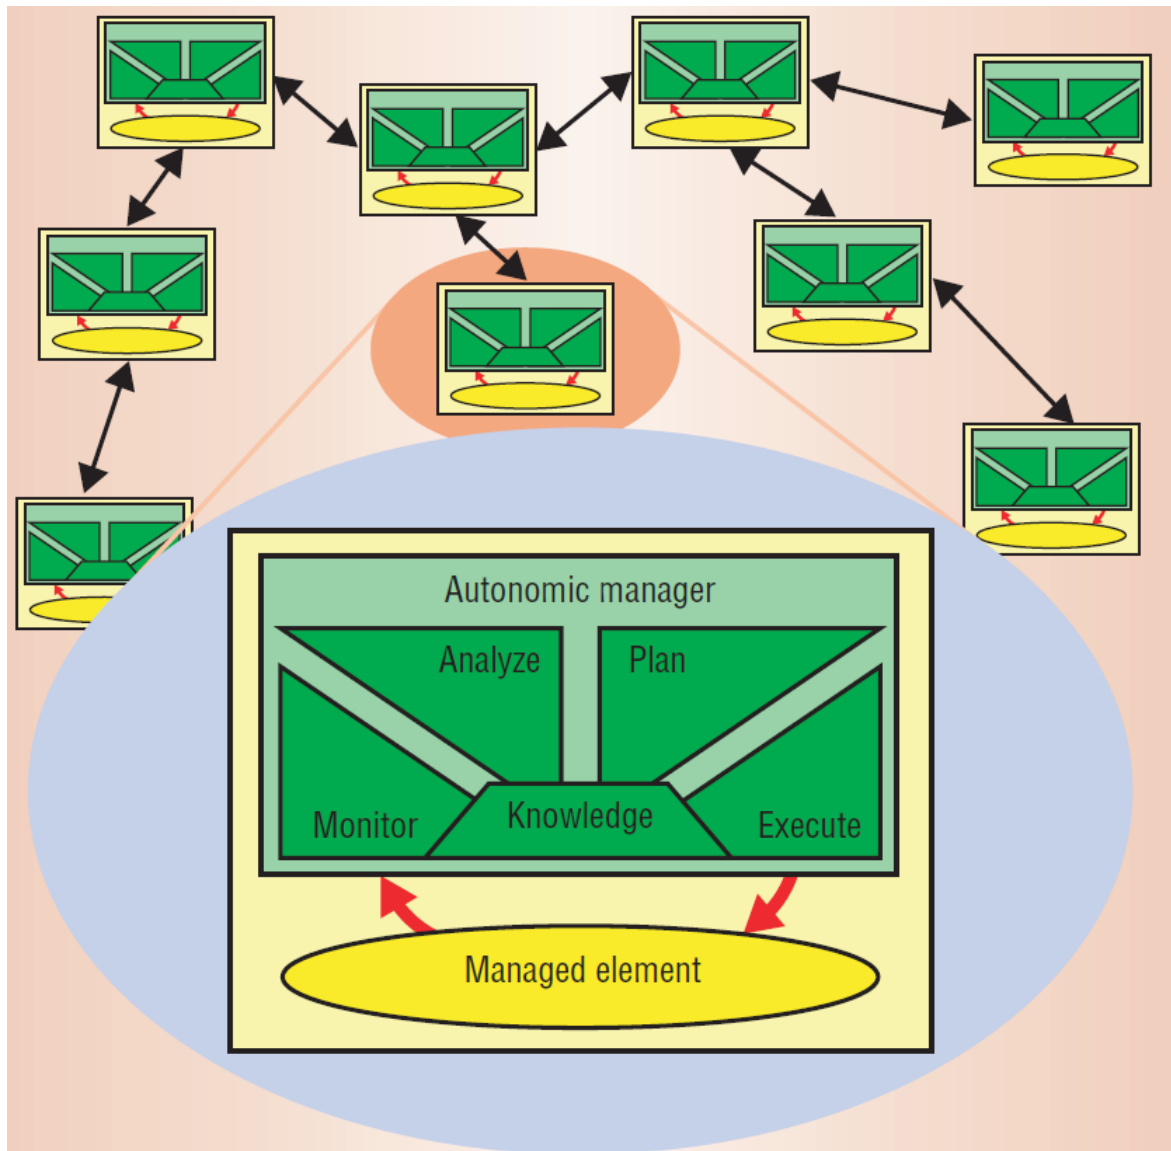 Autonomic manager
Analyze Plan
Monitor Knowledge Execute
Managed element